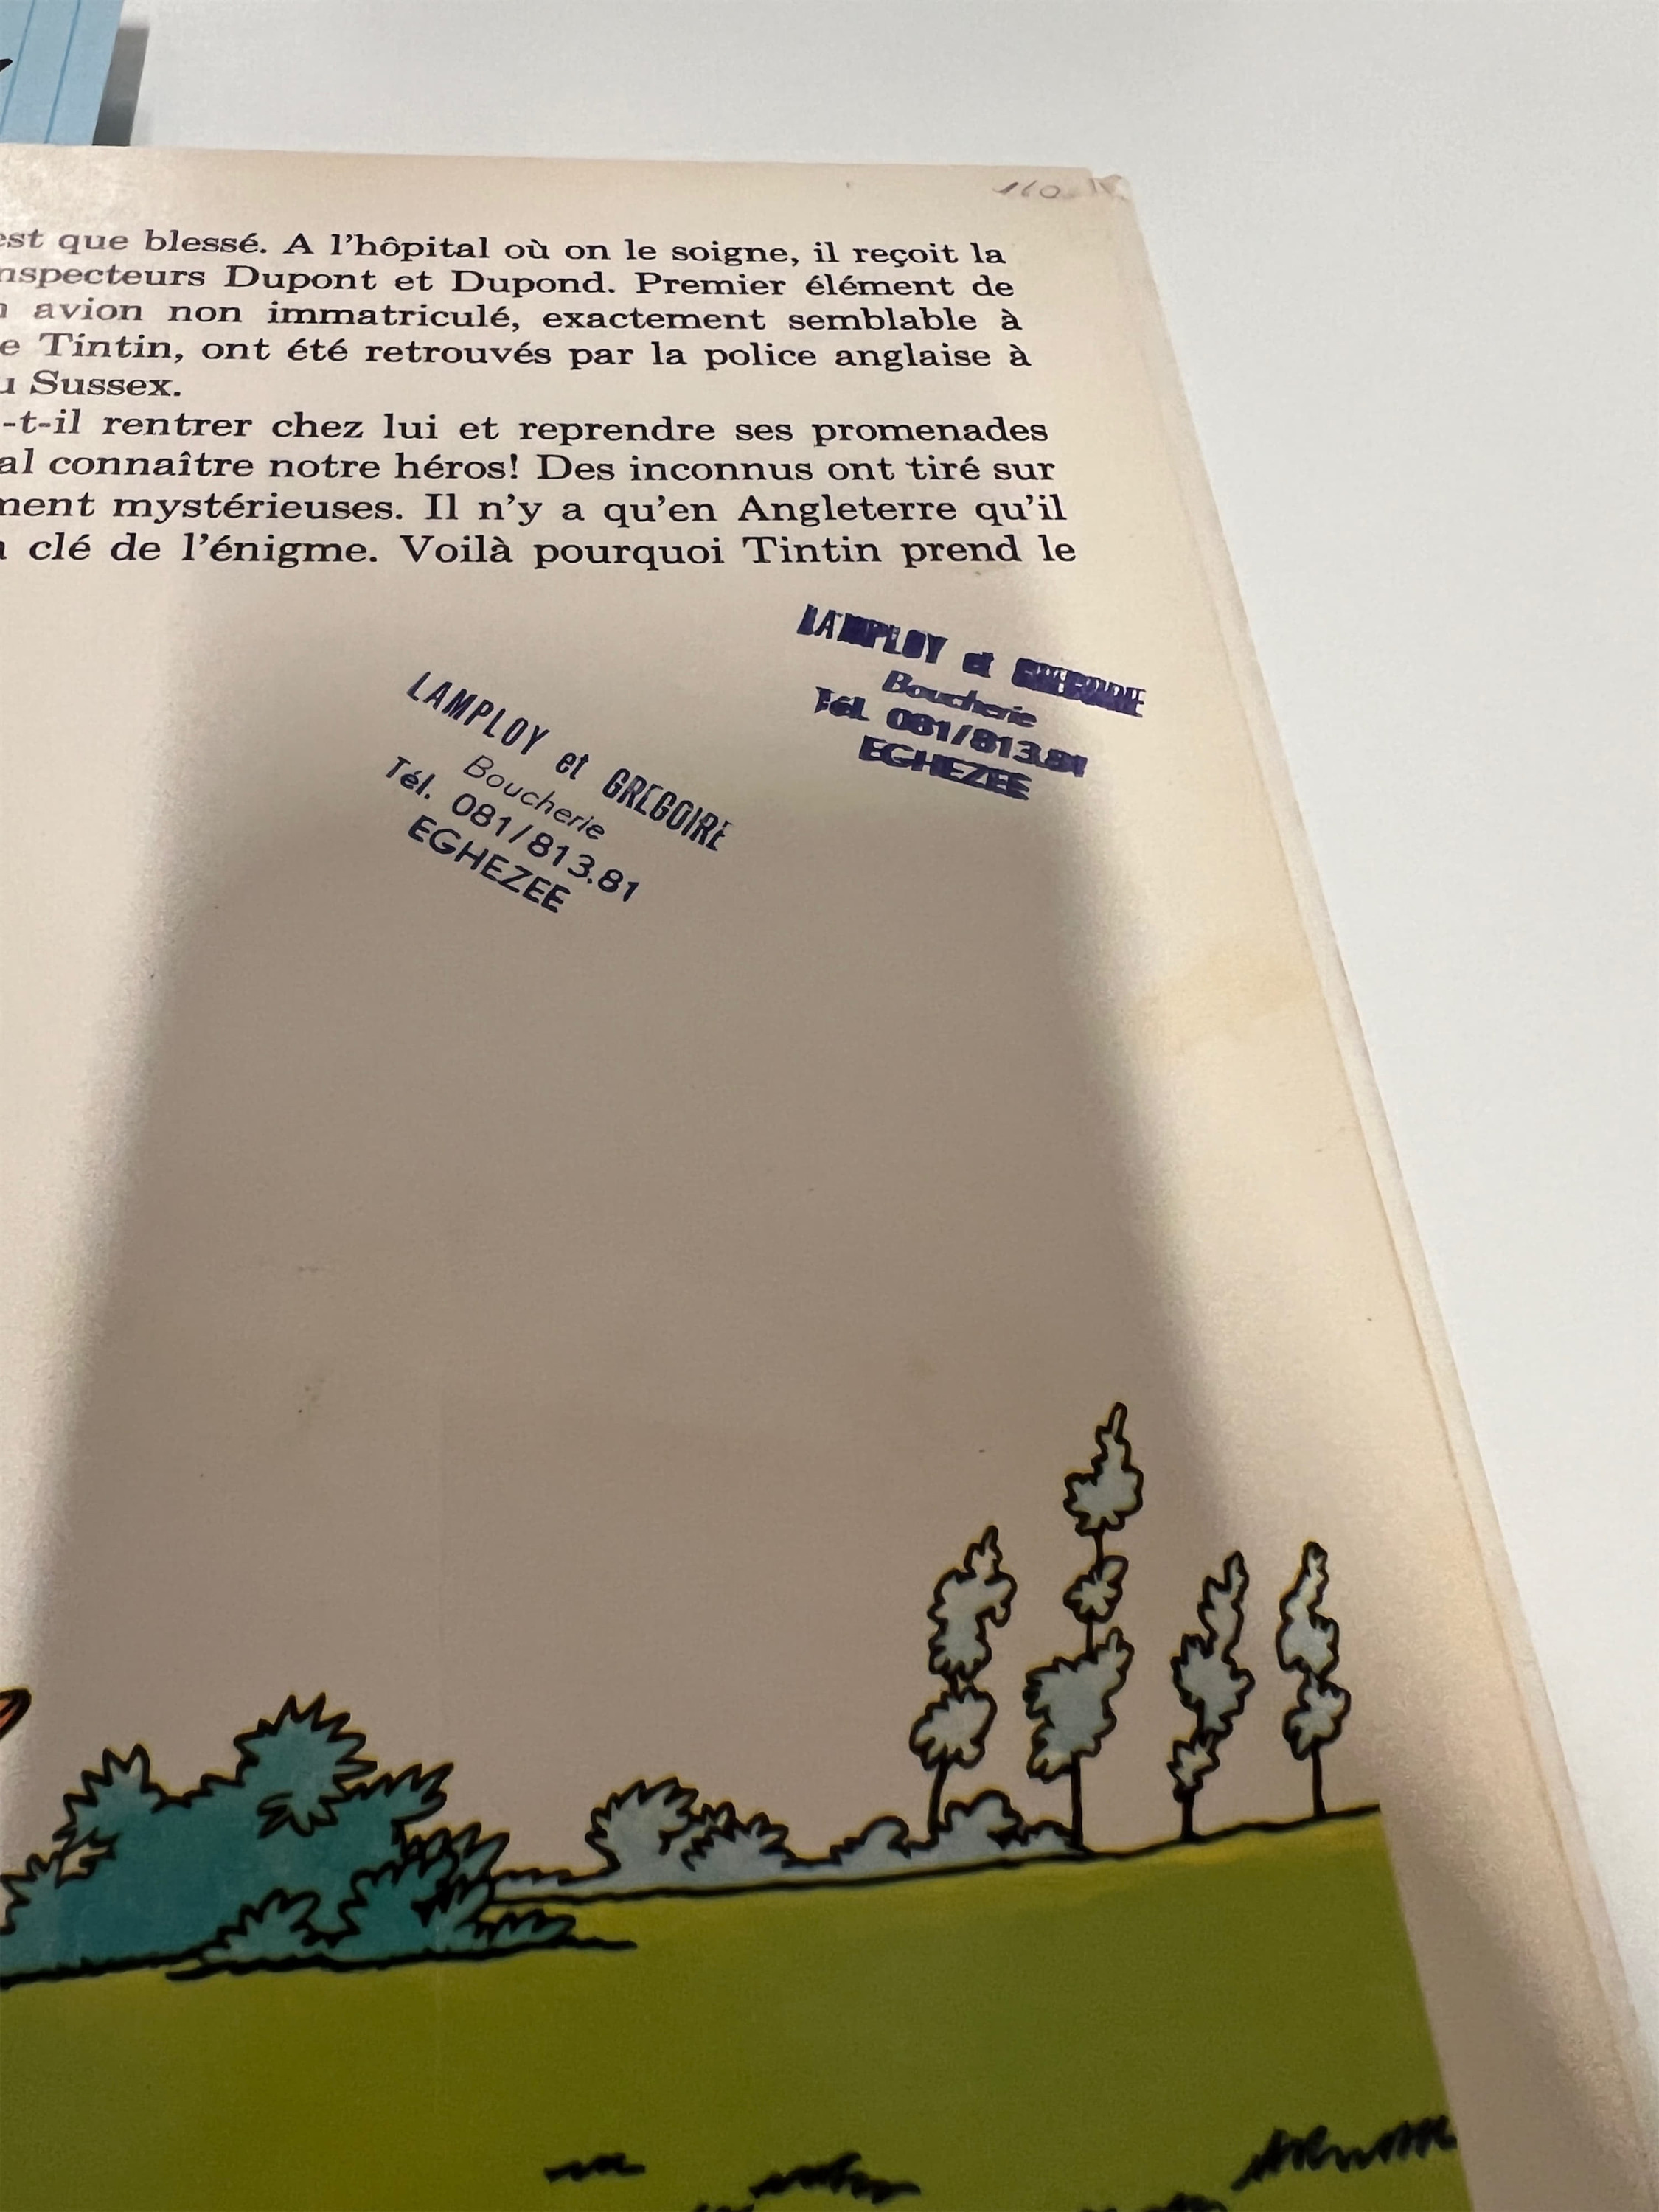 160
est que blessé. A l'hôpital où on le soigne, il reçoit la
nspecteurs Dupont et Dupond. Premier élément de
avion non immatriculé, exactement semblable à
e Tintin, ont été retrouvés par la police anglaise à
u Sussex.
-t-il rentrer chez lui et reprendre ses promenades
al connaître notre héros! Des inconnus ont tiré sur
ment mystérieuses. Il n'y a qu'en Angleterre qu'il
clé de l'énigme. Voilà pourquoi Tintin prend le
LAMPLOY et GREGOIRE
Boucherie
Tél. 081/813.81
EGHEZEE
LAMPLOY et GREGOIRE
Boucherie
Tél. 081/813.81
EGHEZEE